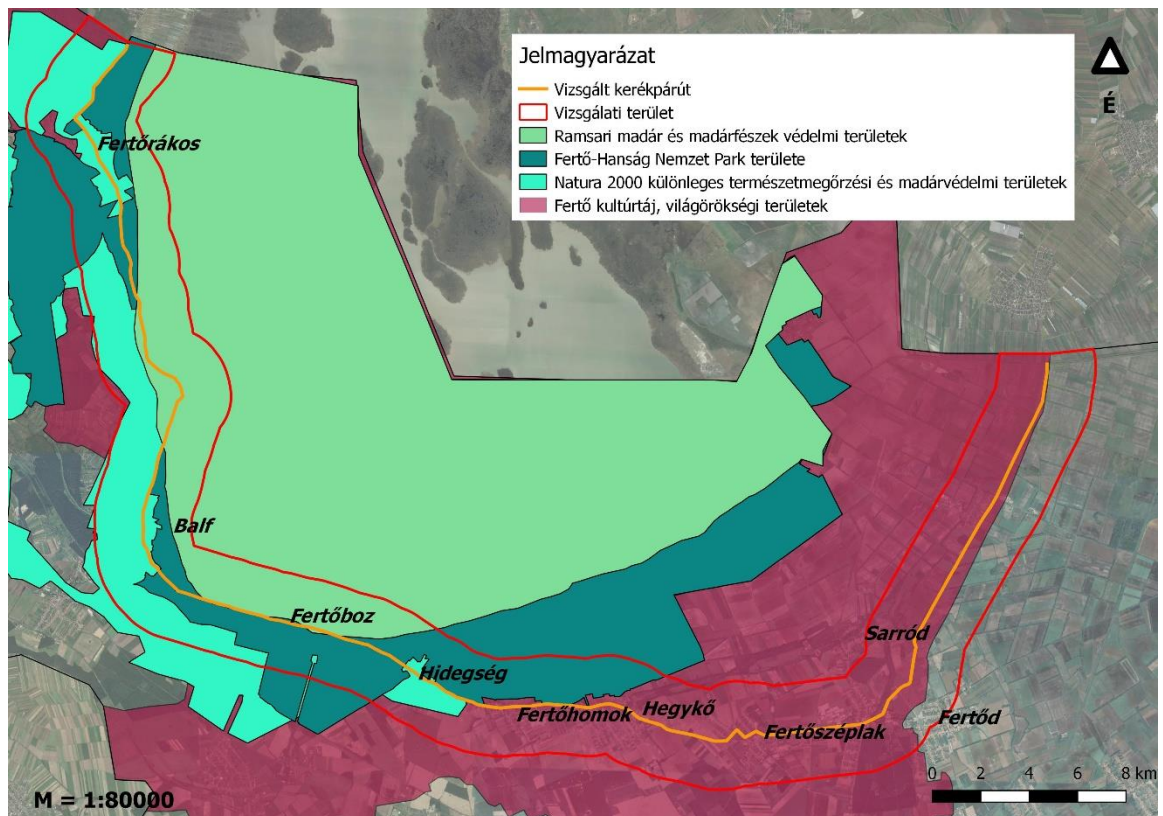 Jelmagyarázat
Vizsgált kerékpárút
Vizsgálati terület
Ramsari madár és madárfészek védelmi területek
Fertő-Hanság Nemzet Park területe
Natura 2000 különleges természetmegőrzési és madárvédelmi területek
Fertő kultúrtáj, világörökségi területek
É
Fertőrákos
Balf
Fertőboz
Hidegség
Fertőhomok
Hegykő
Fertőszéplak
Sarród
Fertőd
0 2 4 6 8 km
M = 1:80000